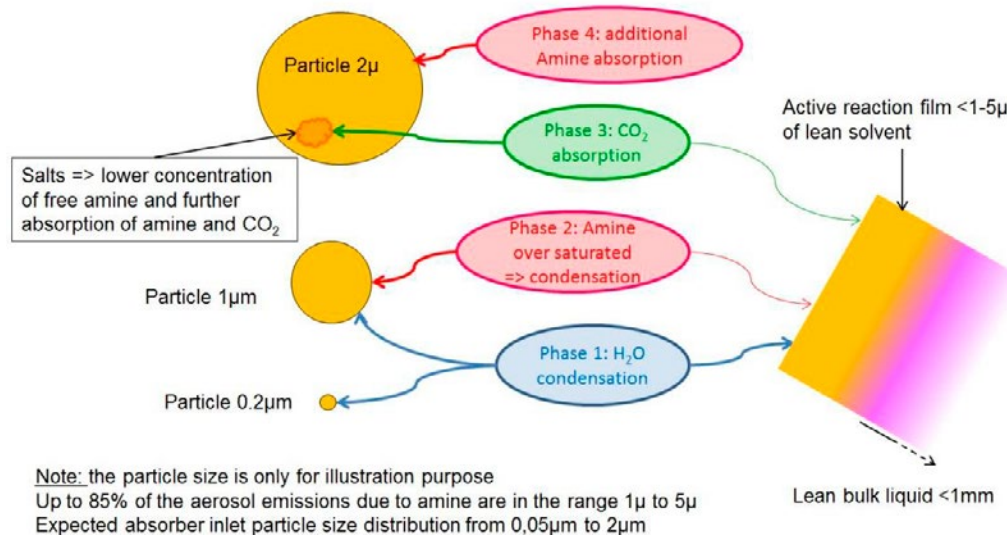 Phase 4: additional
Amine absorption
Particle 2µ
Active reaction film <1-5µ
of lean solvent
Phase 3: CO₂
absorption
Salts => lower concentration
of free amine and further
absorption of amine and CO₂
Phase 2: Amine
over saturated
=> condensation
Particle 1µm
Phase 1: H₂O
condensation
Particle 0.2µm
Note: the particle size is only for illustration purpose
Up to 85% of the aerosol emissions due to amine are in the range 1µ to 5µ
Expected absorber inlet particle size distribution from 0,05µm to 2µm
Lean bulk liquid <1mm